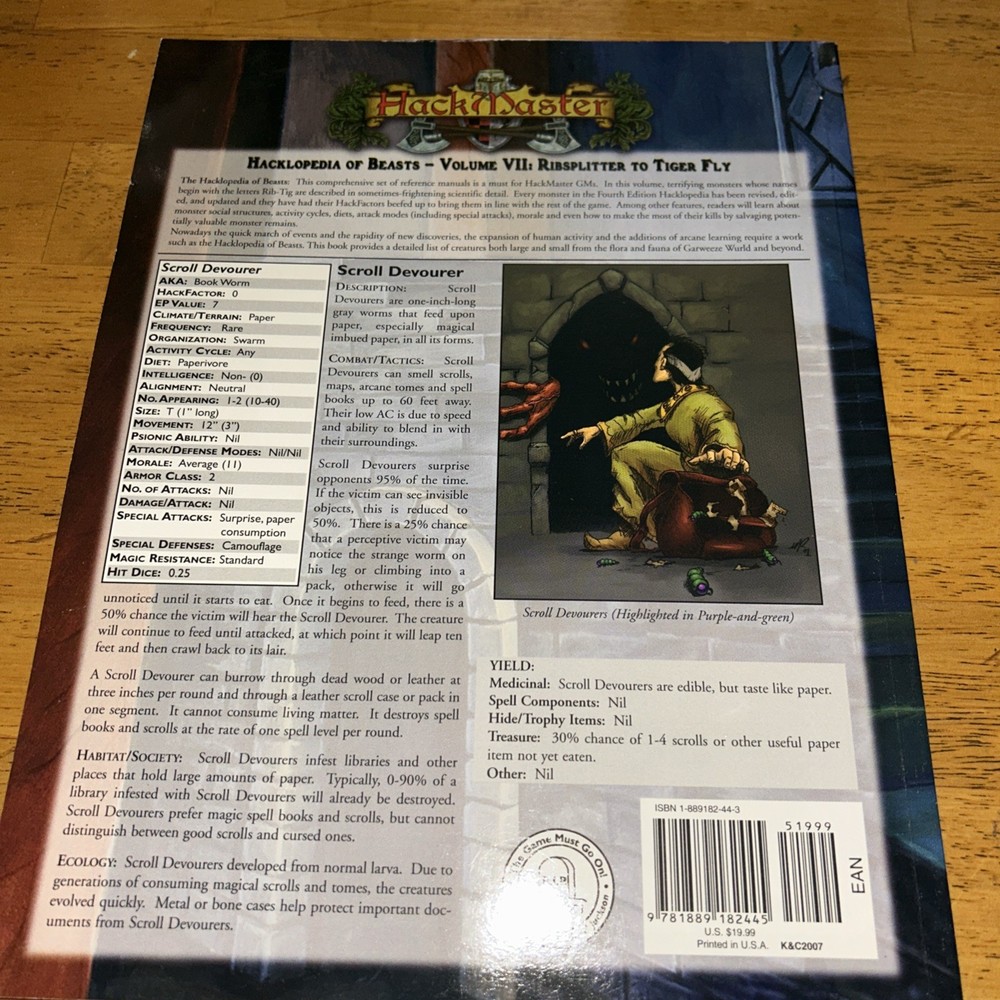 HackMaster
Hacklopedia of Beasts – Volume VII: Ribsplitter to Tiger Fly
The Hacklopedia of Beasts: This comprehensive set of reference manuals is a must for HackMaster GMs. In this volume, terrifying monsters whose names
begin with the letters Rib-Tig are described in sometimes-frightening scientific detail. Every monster in the Fourth Edition Hacklopedia has been revised, edit-
ed, and updated and they have had their HackFactors beefed up to bring them in line with the rest of the game. Among other features, readers will learn about
monster social structures, activity cycles, diets, attack modes (including special attacks), morale and even how to make the most of their kills by salvaging poten-
tially valuable monster remains.
Nowadays the quick march of events and the rapidity of new discoveries, the expansion of human activity and the additions of arcane learning require a work
such as the Hacklopedia of Beasts. This book provides a detailed list of creatures both large and small from the flora and fauna of Garweeze Wurld and beyond.
Scroll Devourer
AKA: Book Worm
HackFactor: 0
EP Value: 7
Climate/Terrain: Paper
Frequency: Rare
Organization: Swarm
Activity Cycle: Any
Diet: Paperivore
Intelligence: Non- (0)
Alignment: Neutral
No. Appearing: 1-2 (10-40)
Size: T (1" long)
Movement: 12" (3")
Psionic Ability: Nil
Attack/Defense Modes: Nil/Nil
Morale: Average (11)
Armor Class: 2
No. of Attacks: Nil
Damage/Attack: Nil
Special Attacks: Surprise, paper
consumption
Special Defenses: Camouflage
Magic Resistance: Standard
Hit Dice: 0.25
Scroll Devourer
Description: Scroll
Devourers are one-inch-long
gray worms that feed upon
paper, especially magical
imbued paper, in all its forms.
Combat/Tactics: Scroll
Devourers can smell scrolls,
maps, arcane tomes and spell
books up to 60 feet away.
Their low AC is due to speed
and ability to blend in with
their surroundings.
Scroll Devourers surprise
opponents 95% of the time.
If the victim can see invisible
objects, this is reduced to
50%. There is a 25% chance
that a perceptive victim may
notice the strange worm on
his leg or climbing into a
pack, otherwise it will go
unnoticed until it starts to eat. Once it begins to feed, there is a
50% chance the victim will hear the Scroll Devourer. The creature
will continue to feed until attacked, at which point it will leap ten
feet and then crawl back to its lair.
A Scroll Devourer can burrow through dead wood or leather at
three inches per round and through a leather scroll case or pack in
one segment. It cannot consume living matter. It destroys spell
books and scrolls at the rate of one spell level per round.
Habitat/Society: Scroll Devourers infest libraries and other
places that hold large amounts of paper. Typically, 0-90% of a
library infested with Scroll Devourers will already be destroyed.
Scroll Devourers prefer magic spell books and scrolls, but cannot
distinguish between good scrolls and cursed ones.
Ecology: Scroll Devourers developed from normal larva. Due to
generations of consuming magical scrolls and tomes, the creatures
evolved quickly. Metal or bone cases help protect important doc-
uments from Scroll Devourers.
Scroll Devourers (Highlighted in Purple-and-green)
YIELD:
Medicinal: Scroll Devourers are edible, but taste like paper.
Spell Components: Nil
Hide/Trophy Items: Nil
Treasure: 30% chance of 1-4 scrolls or other useful paper
item not yet eaten.
Other: Nil
The Game Must Go On!
Jackson
ISBN 1-889182-44-3
51999
EAN
9 781889 182445
U.S. $19.99
Printed in U.S.A. K&C2007